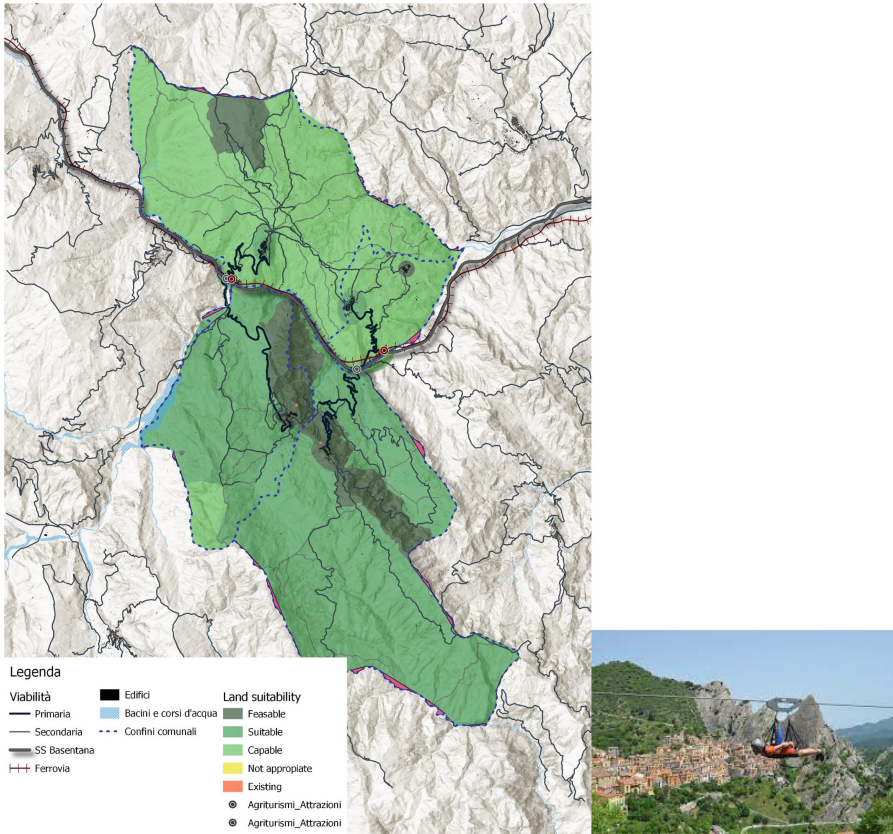 Legenda
Viabilità
Primaria
Secondaria
SS Basentana
Ferrovia
Edifici
Bacini e corsi d'acqua
Confini comunali
Land suitability
Feasable
Suitable
Capable
Not appropiate
Existing
Agriturismi_Attrazioni
Agriturismi_Attrazioni